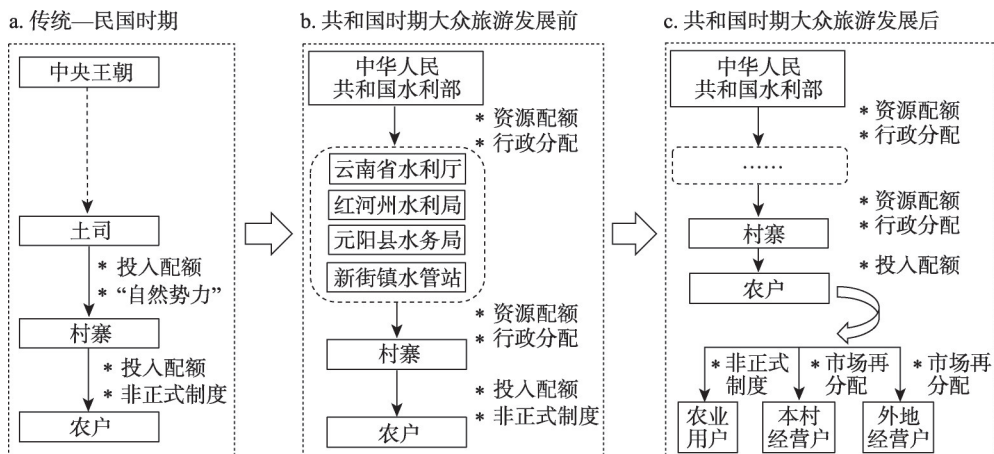 a. 传统—民国时期
中央王朝
土司
* 投入配额
* “自然势力”
村寨
* 投入配额
* 非正式制度
农户
b. 共和国时期大众旅游发展前
中华人民
共和国水利部
* 资源配额
* 行政分配
云南省水利厅
红河州水利局
元阳县水务局
新街镇水管站
* 资源配额
* 行政分配
村寨
* 投入配额
* 非正式制度
农户
c. 共和国时期大众旅游发展后
中华人民
共和国水利部
* 资源配额
* 行政分配
……
* 资源配额
* 行政分配
村寨
* 投入配额
农户
* 非正式
制度
* 市场再
分配
* 市场再
分配
农业
用户
本村
经营户
外地
经营户